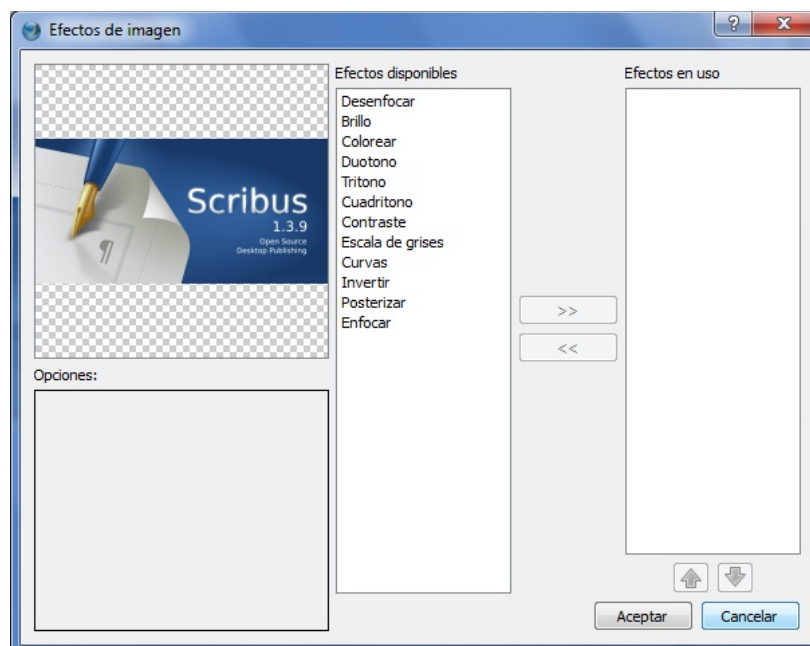 Efectos de imagen
?
X
Efectos disponibles
Efectos en uso
Desenfocar
Brillo
Colorear
Duotono
Tritono
Cuadritono
Contraste
Escala de grises
Curvas
Invertir
Posterizar
Enfocar
Scribus
1.3.9
Open Source
Desktop Publishing
¶
>>
<<
Opciones:
Aceptar
Cancelar